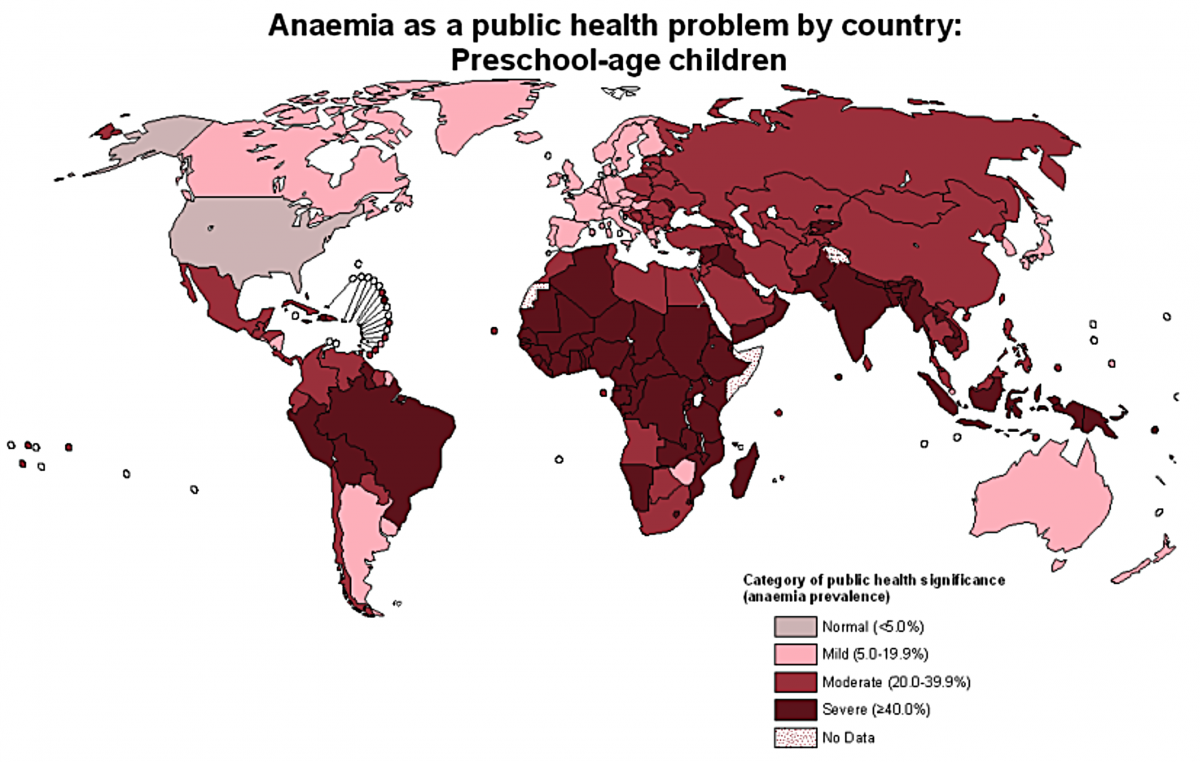 Anaemia as a public health problem by country:
Preschool-age children
Category of public health significance
(anaemia prevalence)
Normal (<5.0%)
Mild (5.0-19.9%)
Moderate (20.0-39.9%)
Severe (≥40.0%)
No Data